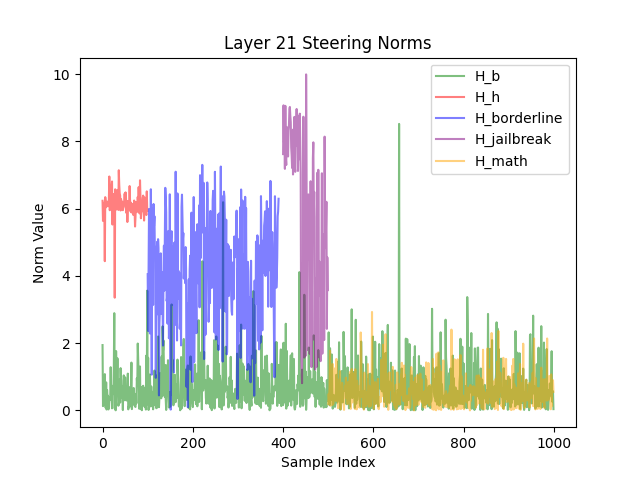 Layer 21 Steering Norms
10
8
6
4
2
0
Norm Value
H_b
H_h
H_borderline
H_jailbreak
H_math
0
200
400
600
800
1000
Sample Index